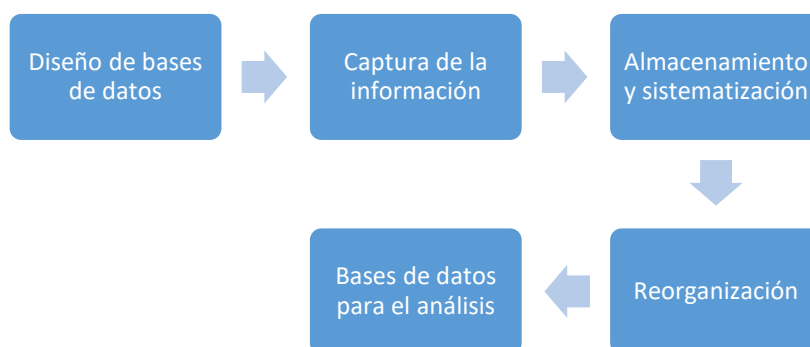 Diseño de bases
de datos
Captura de la
información
Almacenamiento
y sistematización
Reorganización
Bases de datos
para el análisis